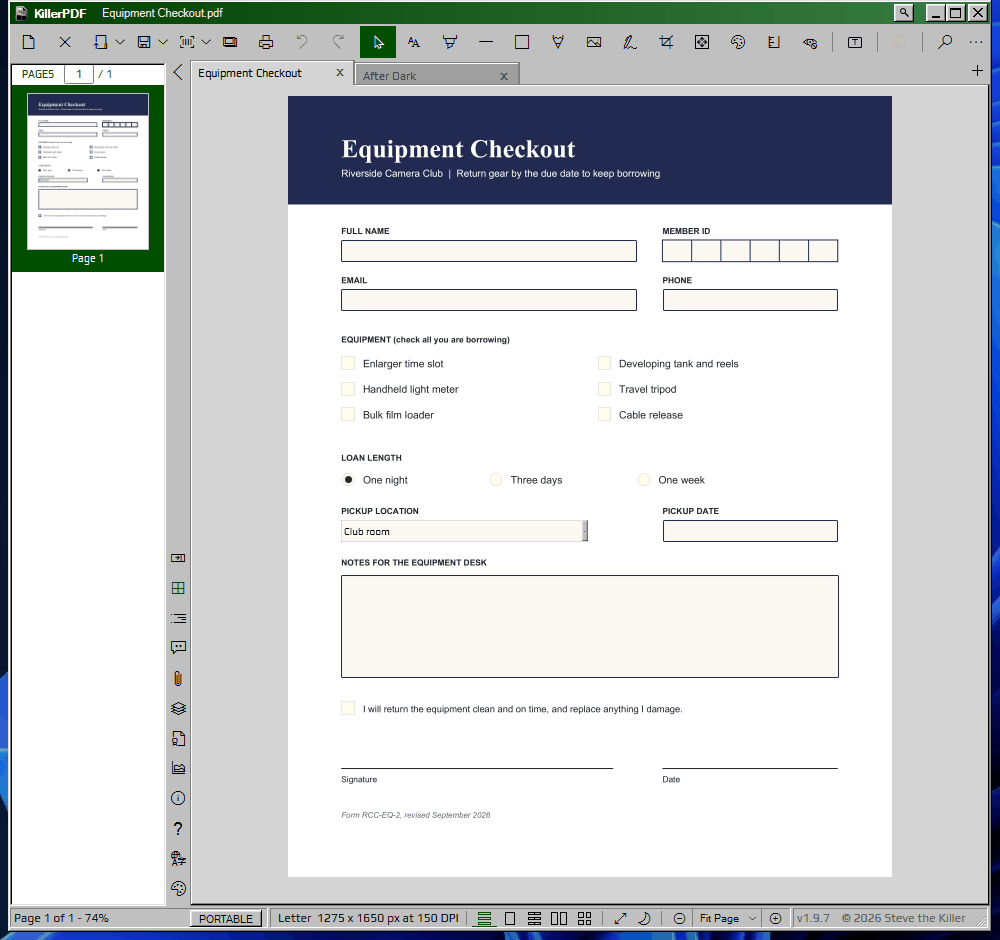 KillerPDF Equipment Checkout.pdf
PAGES 1 / 1
Equipment Checkout x
After Dark x
Page 1
Equipment Checkout
Riverside Camera Club | Return gear by the due date to keep borrowing
FULL NAME
MEMBER ID
EMAIL
PHONE
EQUIPMENT (check all you are borrowing)
Enlarger time slot
Developing tank and reels
Handheld light meter
Travel tripod
Bulk film loader
Cable release
LOAN LENGTH
One night
Three days
One week
PICKUP LOCATION
PICKUP DATE
Club room
NOTES FOR THE EQUIPMENT DESK
I will return the equipment clean and on time, and replace anything I damage.
Signature
Date
Form RCC-EQ-2, revised September 2026
Page 1 of 1 - 74%
PORTABLE
Letter 1275 x 1650 px at 150 DPI
Fit Page
v1.9.7 © 2026 Steve the Killer